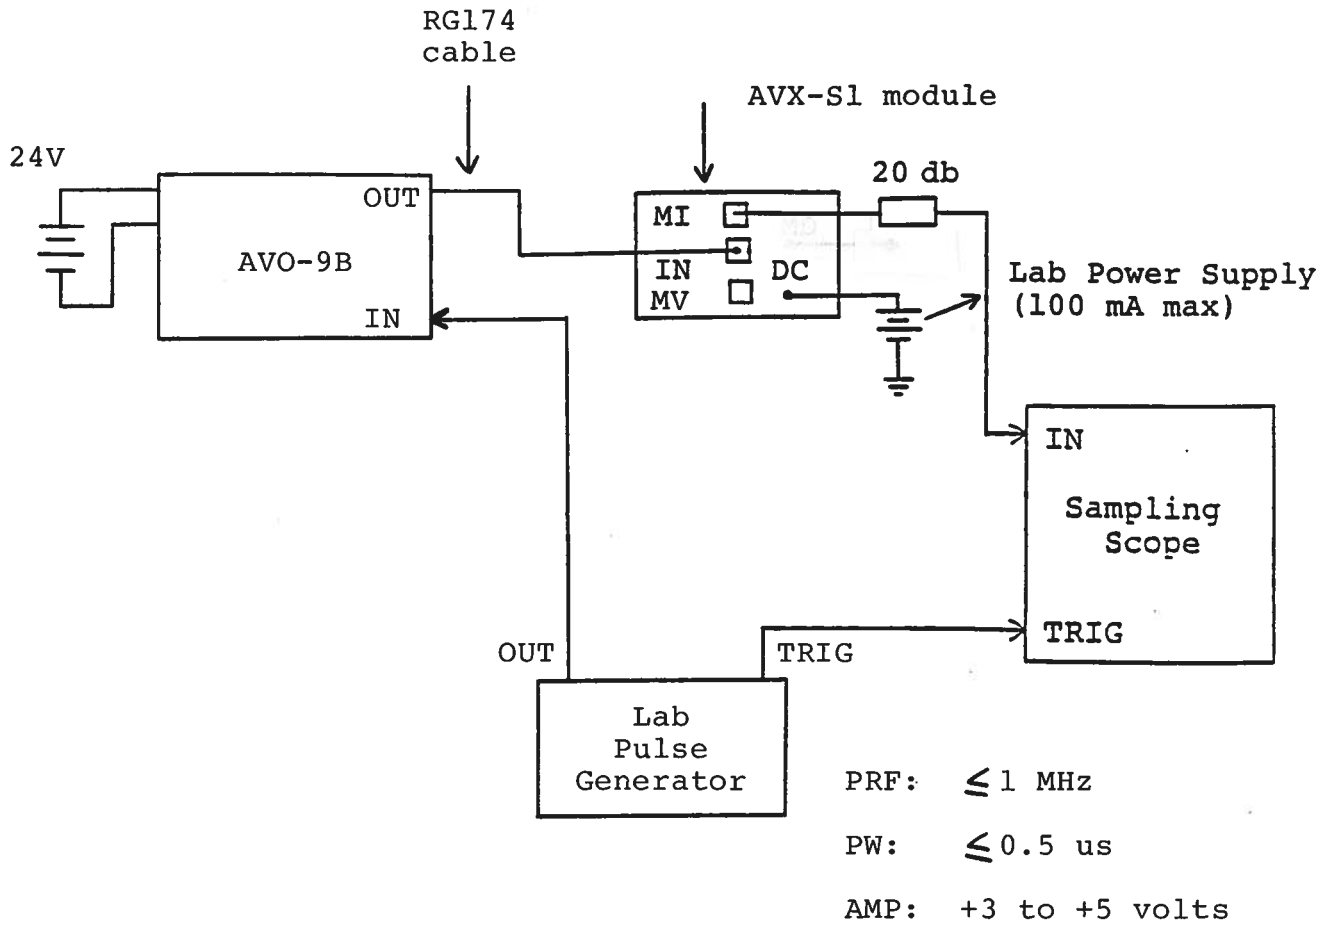 RG174
cable
AVX-S1 module
24V
20 db
OUT
AVO-9B
IN
MI
IN
DC
MV
Lab Power Supply
(100 mA max)
IN
Sampling
Scope
TRIG
OUT
TRIG
Lab
Pulse
Generator
PRF: ≤ 1 MHz
PW: ≤ 0.5 us
AMP: +3 to +5 volts